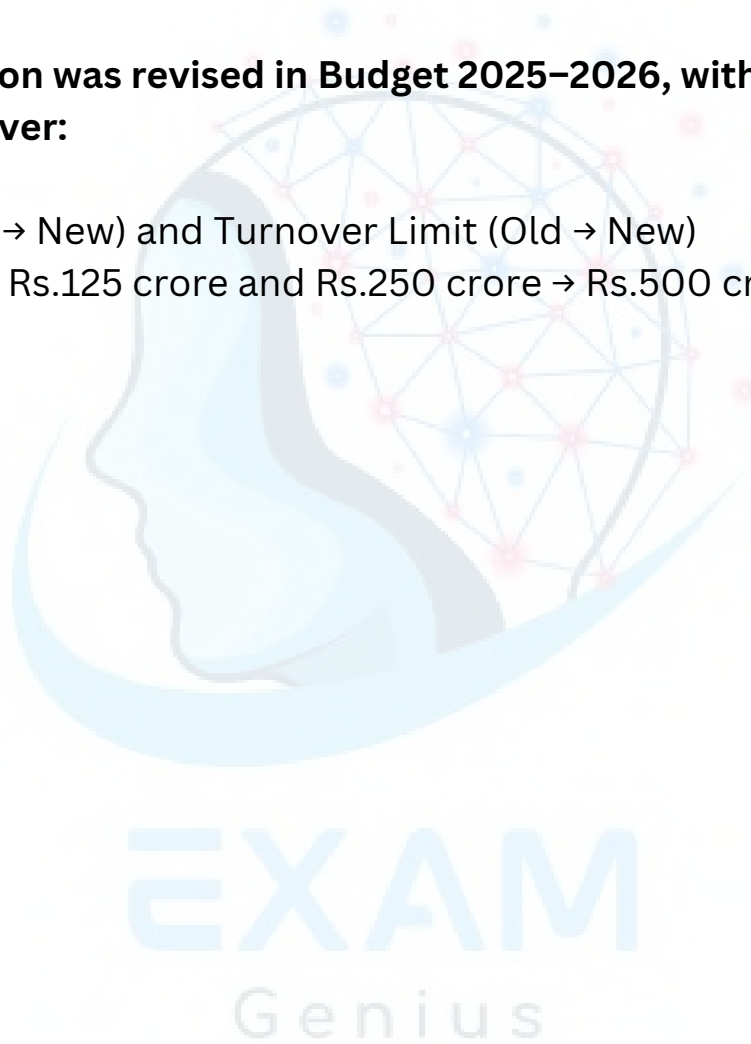 on was revised in Budget 2025–2026, with
ver:
→ New) and Turnover Limit (Old → New)
Rs.125 crore and Rs.250 crore → Rs.500 cr
EXAM
Genius